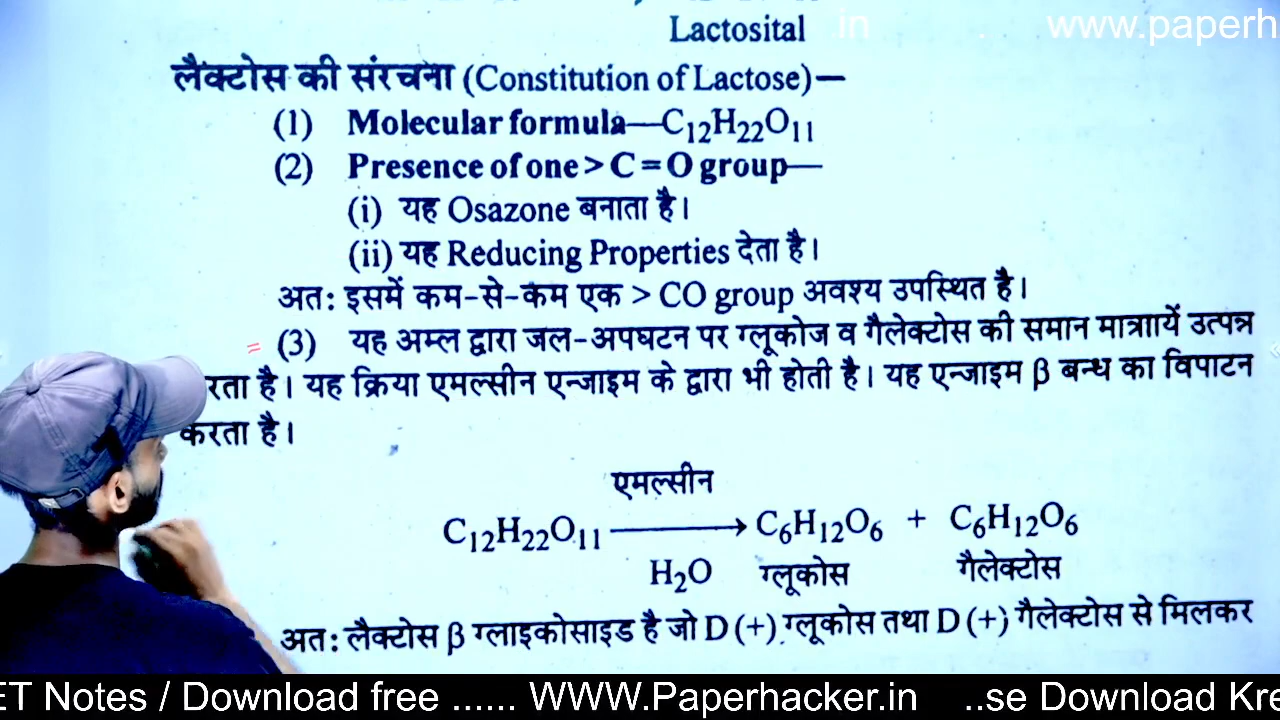 Lactosital
.in . www.paperh
लैक्टोस की संरचना (Constitution of Lactose)—
(1) Molecular formula—C12H22O11
(2) Presence of one > C = O group—
(i) यह Osazone बनाता है।
(ii) यह Reducing Properties देता है।
अत: इसमें कम-से-कम एक > CO group अवश्य उपस्थित है।
= (3) यह अम्ल द्वारा जल-अपघटन पर ग्लूकोज व गैलेक्टोस की समान मात्राायें उत्पन्न
रता है। यह क्रिया एमल्सीन एन्जाइम के द्वारा भी होती है। यह एन्जाइम β बन्ध का विपाटन
करता है।
एमल्सीन
C12H22O11 ⟶ C6H12O6 + C6H12O6
H2O ग्लूकोस गैलेक्टोस
अत: लैक्टोस β ग्लाइकोसाइड है जो D (+) ग्लूकोस तथा D (+) गैलेक्टोस से मिलकर
ET Notes / Download free ...... WWW.Paperhacker.in ..se Download Kre